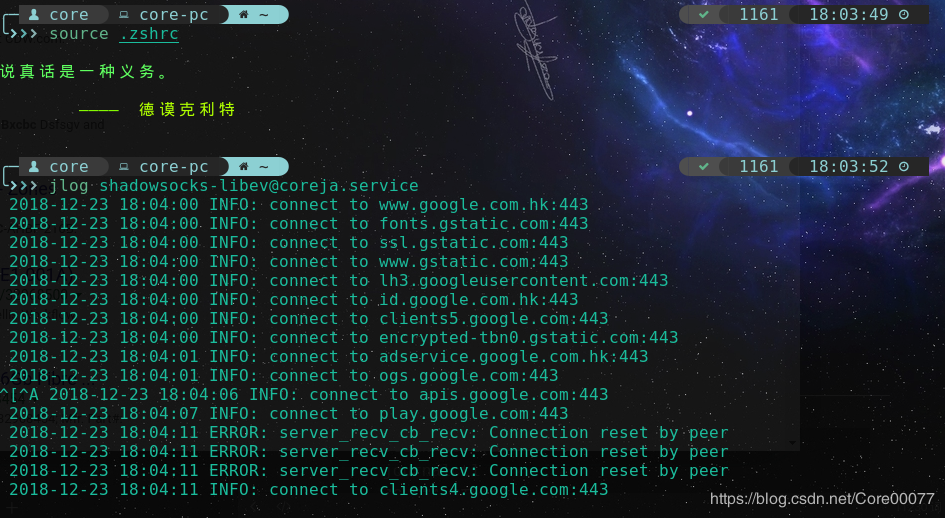 core core-pc ~ 1161 18:03:49
source .zshrc
说真话是一种义务。
———— 德谟克利特
Bxcbc Dsfsgv and
core core-pc ~ 1161 18:03:52
jlog shadowsocks-libev@coreja.service
2018-12-23 18:04:00 INFO: connect to www.google.com.hk:443
2018-12-23 18:04:00 INFO: connect to fonts.gstatic.com:443
2018-12-23 18:04:00 INFO: connect to ssl.gstatic.com:443
2018-12-23 18:04:00 INFO: connect to www.gstatic.com:443
2018-12-23 18:04:00 INFO: connect to lh3.googleusercontent.com:443
2018-12-23 18:04:00 INFO: connect to id.google.com.hk:443
2018-12-23 18:04:00 INFO: connect to clients5.google.com:443
2018-12-23 18:04:00 INFO: connect to encrypted-tbn0.gstatic.com:443
2018-12-23 18:04:01 INFO: connect to adservice.google.com.hk:443
2018-12-23 18:04:01 INFO: connect to ogs.google.com:443
^[^A 2018-12-23 18:04:06 INFO: connect to apis.google.com:443
2018-12-23 18:04:07 INFO: connect to play.google.com:443
2018-12-23 18:04:11 ERROR: server_recv_cb_recv: Connection reset by peer
2018-12-23 18:04:11 ERROR: server_recv_cb_recv: Connection reset by peer
2018-12-23 18:04:11 ERROR: server_recv_cb_recv: Connection reset by peer
2018-12-23 18:04:11 INFO: connect to clients4.google.com:443
https://blog.csdn.net/Core00077